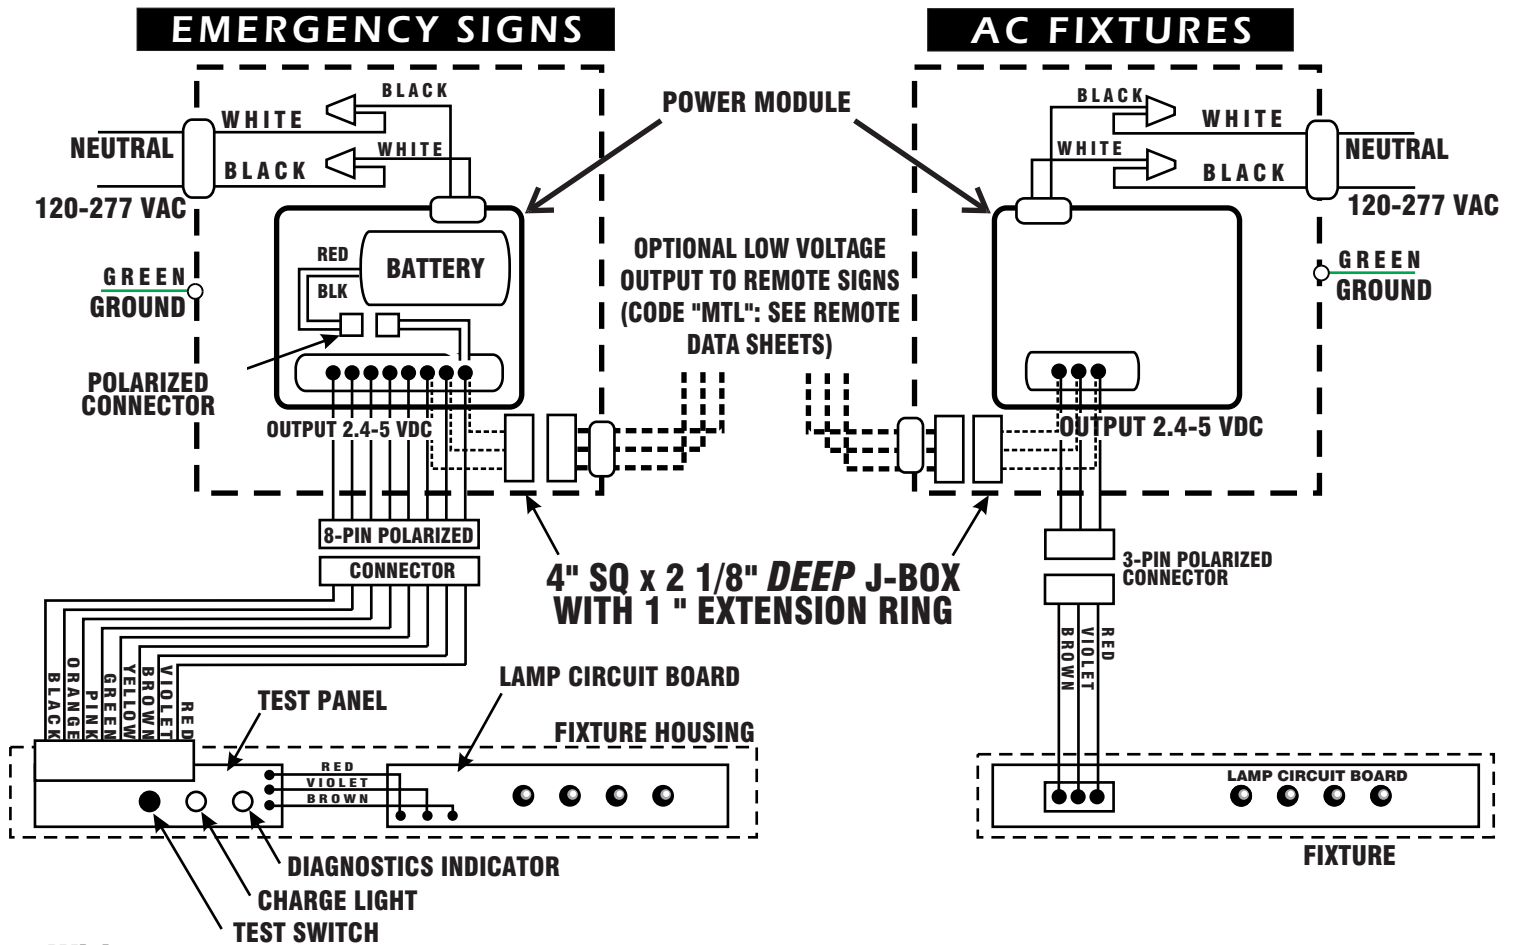 EMERGENCY SIGNS
AC FIXTURES
BLACK
WHITE
NEUTRAL
WHITE
BLACK
120-277 VAC
GREEN
GROUND
RED
BLK
BATTERY
POLARIZED
CONNECTOR
OUTPUT 2.4-5 VDC
POWER MODULE
OPTIONAL LOW VOLTAGE
OUTPUT TO REMOTE SIGNS
(CODE "MTL": SEE REMOTE
DATA SHEETS)
BLACK
WHITE
NEUTRAL
WHITE
BLACK
120-277 VAC
GREEN
GROUND
OUTPUT 2.4-5 VDC
8-PIN POLARIZED
CONNECTOR
4" SQ x 2 1/8" DEEP J-BOX
WITH 1 " EXTENSION RING
3-PIN POLARIZED
CONNECTOR
BLACK
ORANGE
PINK
GREEN
YELLOW
BROWN
VIOLET
RED
TEST PANEL
LAMP CIRCUIT BOARD
FIXTURE HOUSING
RED
VIOLET
BROWN
DIAGNOSTICS INDICATOR
CHARGE LIGHT
TEST SWITCH
BROWN
VIOLET
RED
LAMP CIRCUIT BOARD
FIXTURE